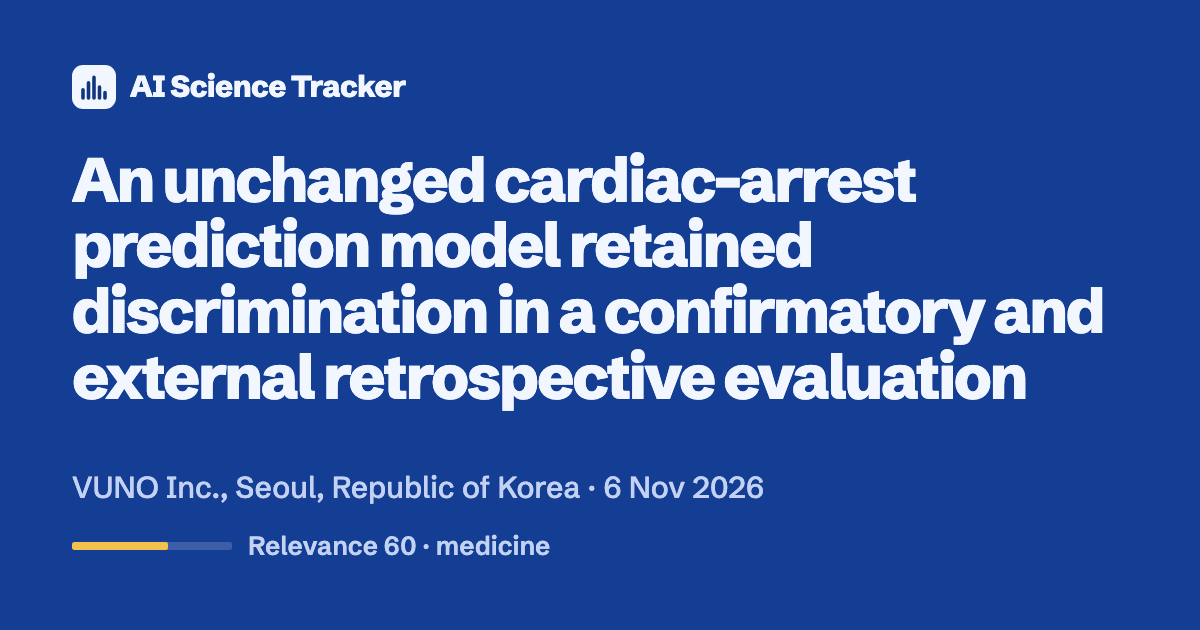 AI Science Tracker
An unchanged cardiac-arrest
prediction model retained
discrimination in a confirmatory and
external retrospective evaluation
VUNO Inc., Seoul, Republic of Korea · 6 Nov 2026
Relevance 60 · medicine